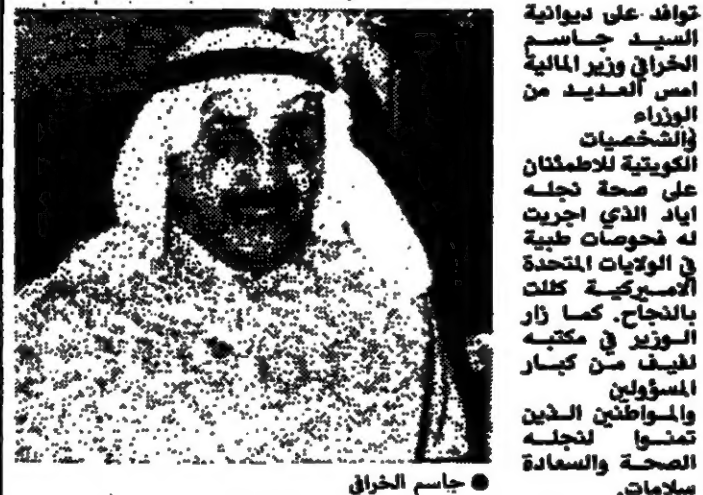 توافد على ديوانية
السيد جاسم
الخرافي وزير المالية
امس العديد من
الوزراء
والشخصيات
الكويتية للاطمئنان
على صحة نجله
اياد الذي اجريت
له فحوصات طبية
في الولايات المتحدة
الاميركية كللت
بالنجاح. كما زار
الوزير في مكتبه
لفيف من كبار
المسؤولين
والمواطنين الذين
تمنوا لنجله
الصحة والسعادة
سلامات.
● جاسم الخرافي